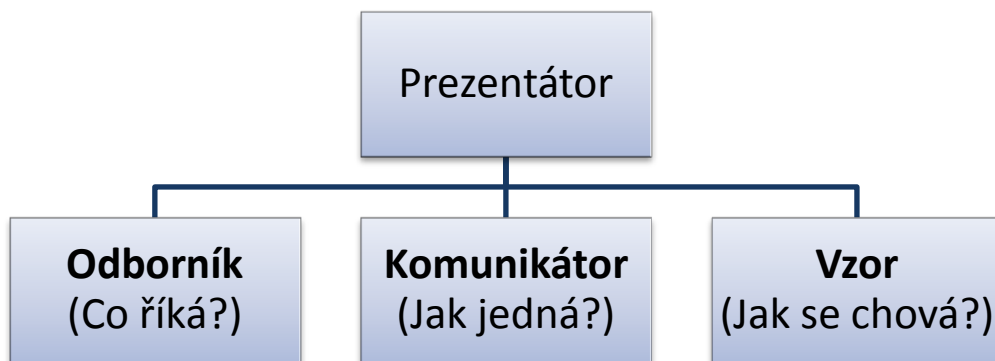 Prezentátor
Odborník
(Co říká?)
Komunikátor
(Jak jedná?)
Vzor
(Jak se chová?)